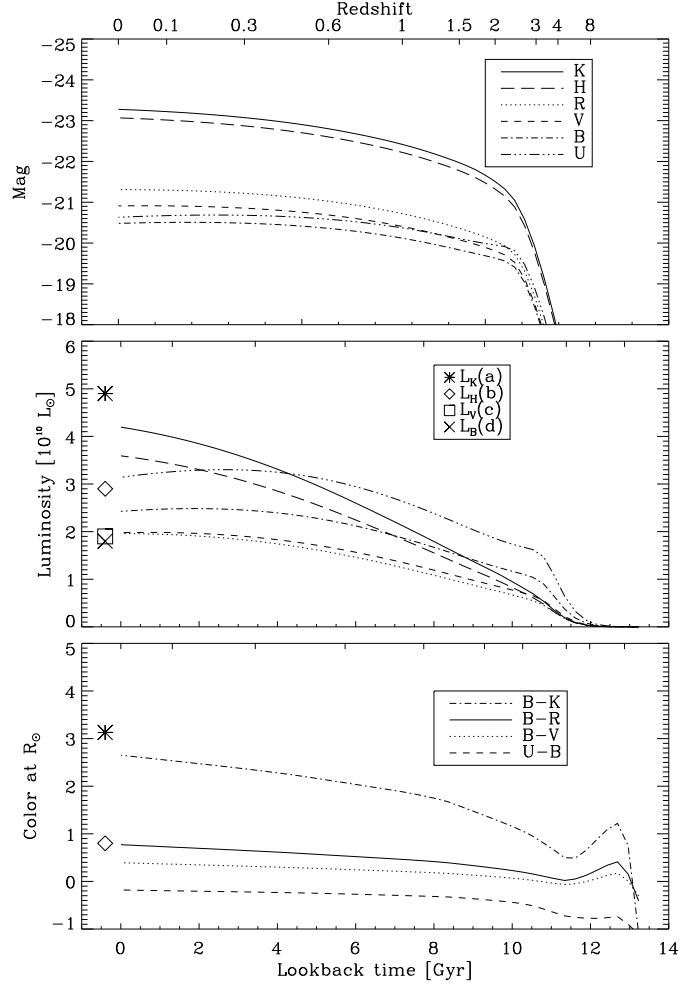 Redshift
0 0.1 0.3 0.6 1 1.5 2 3 4 8
Mag
−25
−24
−23
−22
−21
−20
−19
−18
K
H
R
V
B
U
Luminosity [10¹⁰ L☉]
6
5
4
3
2
1
0
L_K(a)
L_H(b)
L_V(c)
L_B(d)
Color at R☉
5
4
3
2
1
0
−1
B−K
B−R
B−V
U−B
0 2 4 6 8 10 12 14
Lookback time [Gyr]